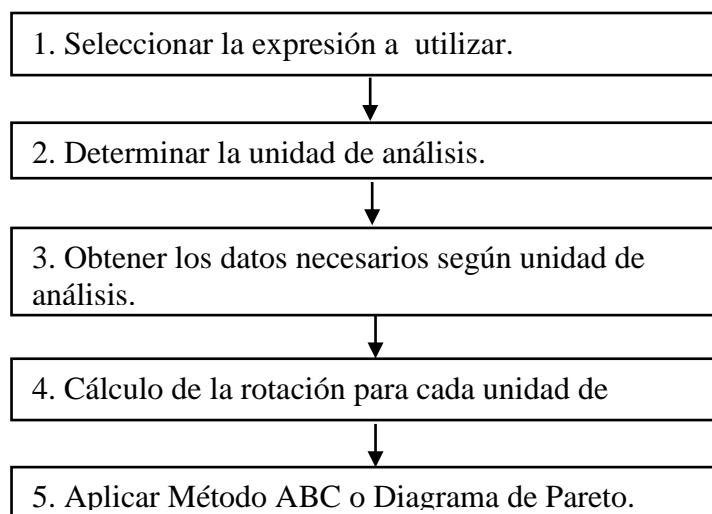 1. Seleccionar la expresión a utilizar.
2. Determinar la unidad de análisis.
3. Obtener los datos necesarios según unidad de
análisis.
4. Cálculo de la rotación para cada unidad de
5. Aplicar Método ABC o Diagrama de Pareto.